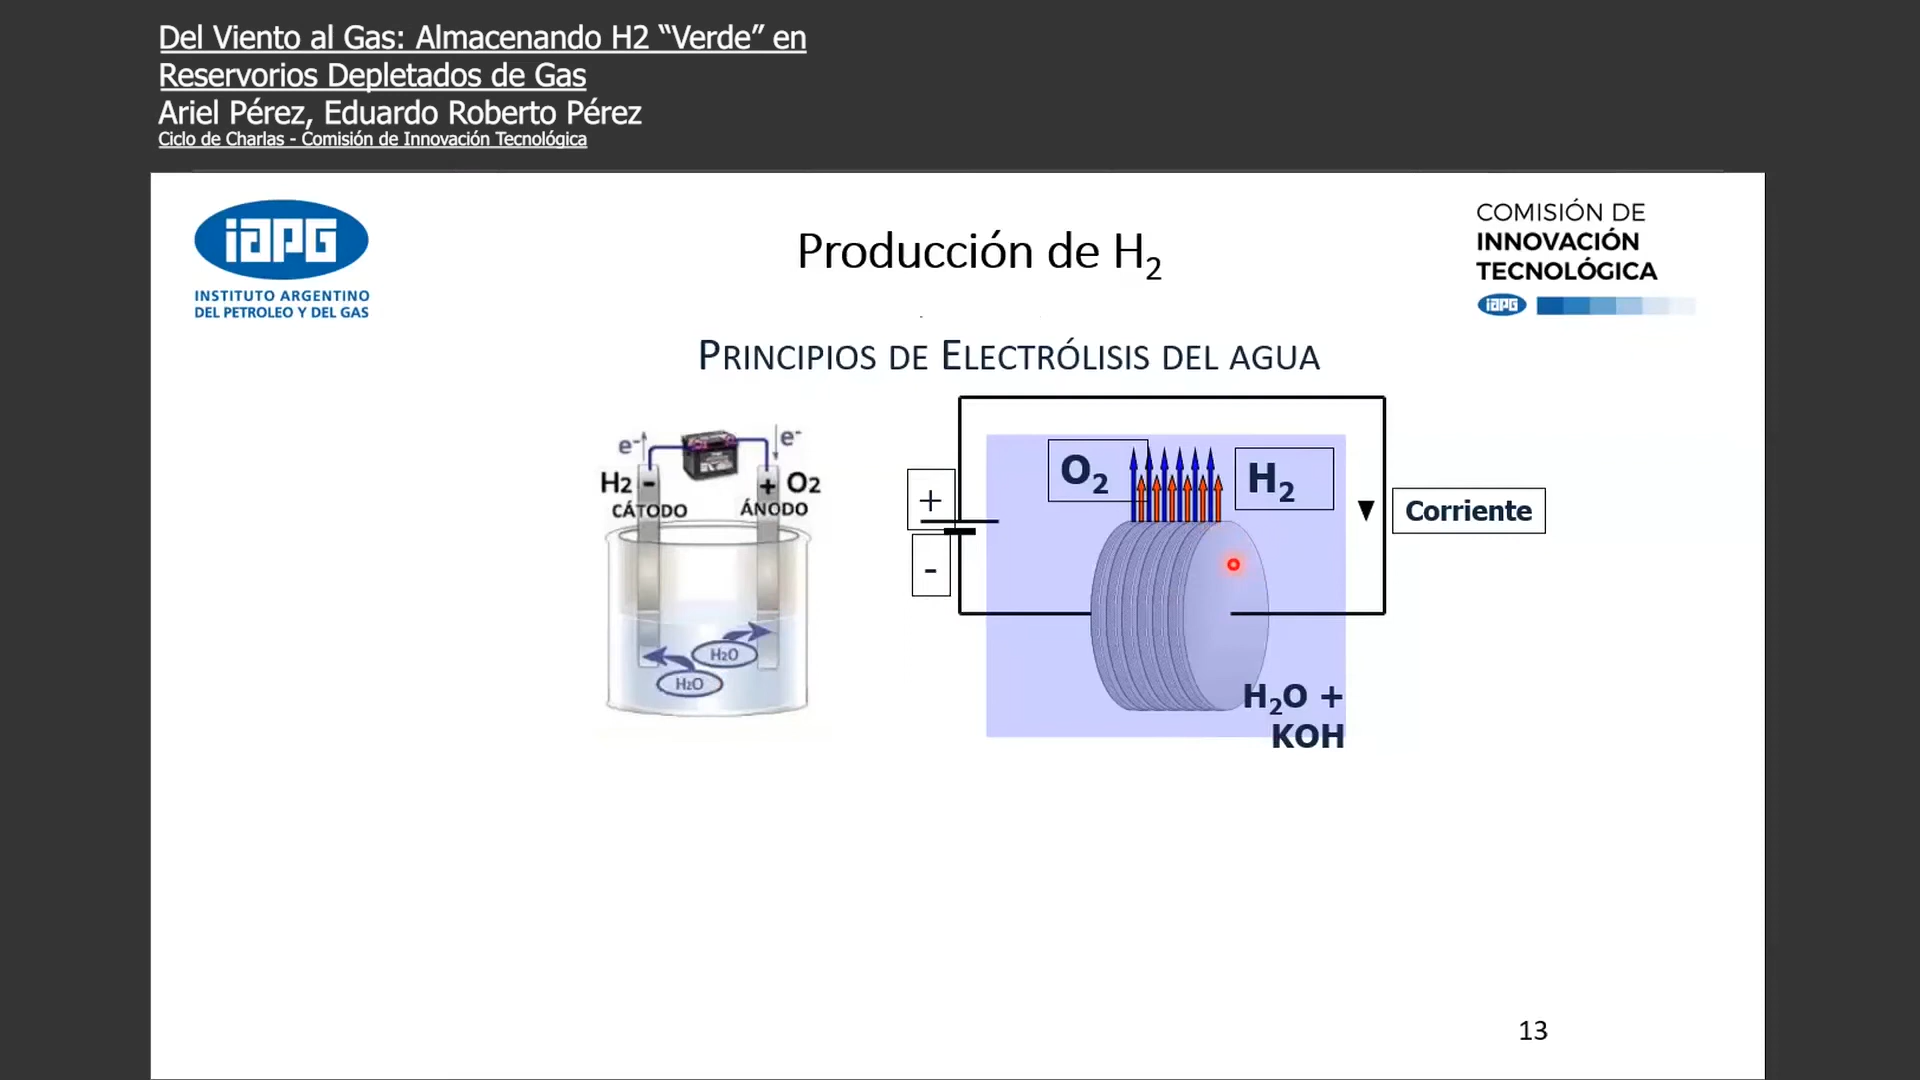 Del Viento al Gas: Almacenando H2 “Verde” en
Reservorios Depletados de Gas
Ariel Pérez, Eduardo Roberto Pérez
Ciclo de Charlas - Comisión de Innovación Tecnológica
iapg
INSTITUTO ARGENTINO
DEL PETROLEO Y DEL GAS
Producción de H2
COMISIÓN DE
INNOVACIÓN
TECNOLÓGICA
iapg
PRINCIPIOS DE ELECTRÓLISIS DEL AGUA
e- e-
H2 - + O2
CÁTODO ÁNODO
H2O
H2O
O2
H2
+
-
Corriente
H2O +
KOH
13